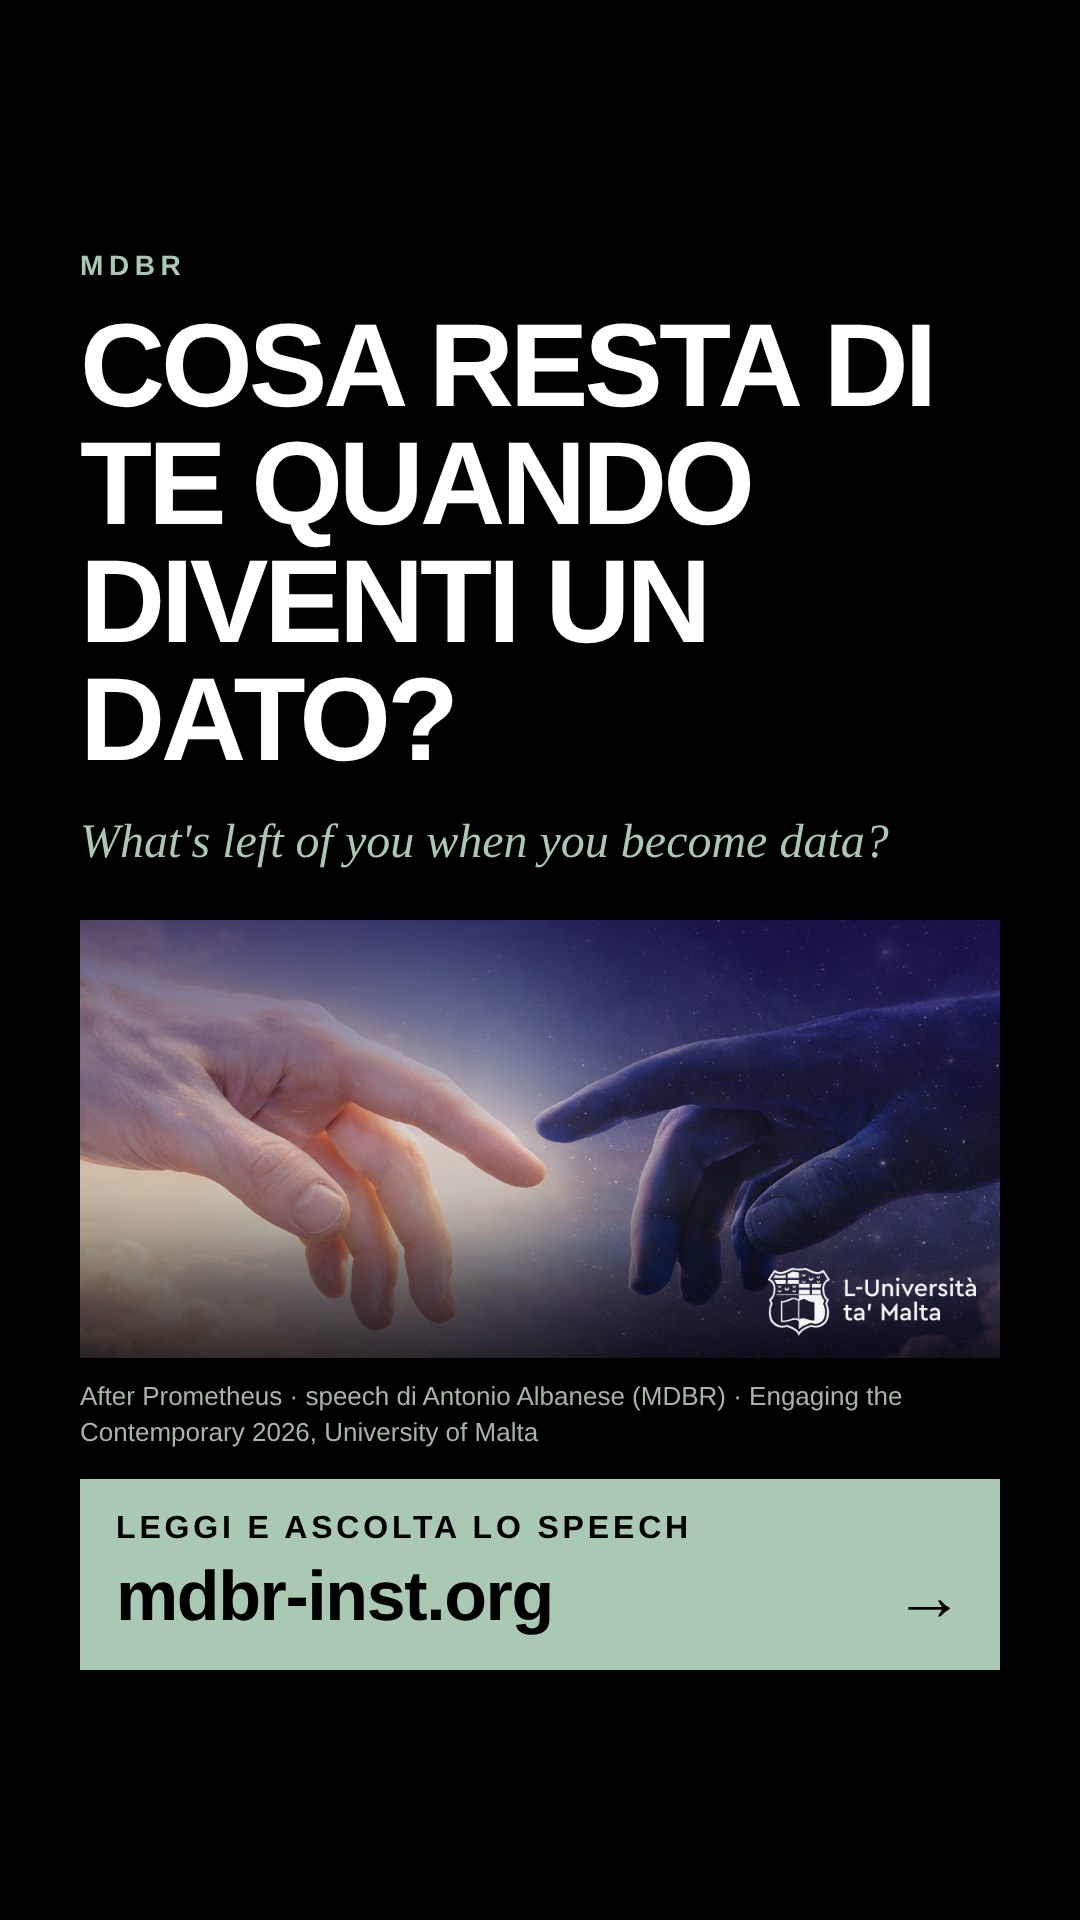 MDBR
COSA RESTA DI
TE QUANDO
DIVENTI UN
DATO?
What's left of you when you become data?
L-Università
ta' Malta
After Prometheus · speech di Antonio Albanese (MDBR) · Engaging the
Contemporary 2026, University of Malta
LEGGI E ASCOLTA LO SPEECH
mdbr-inst.org →